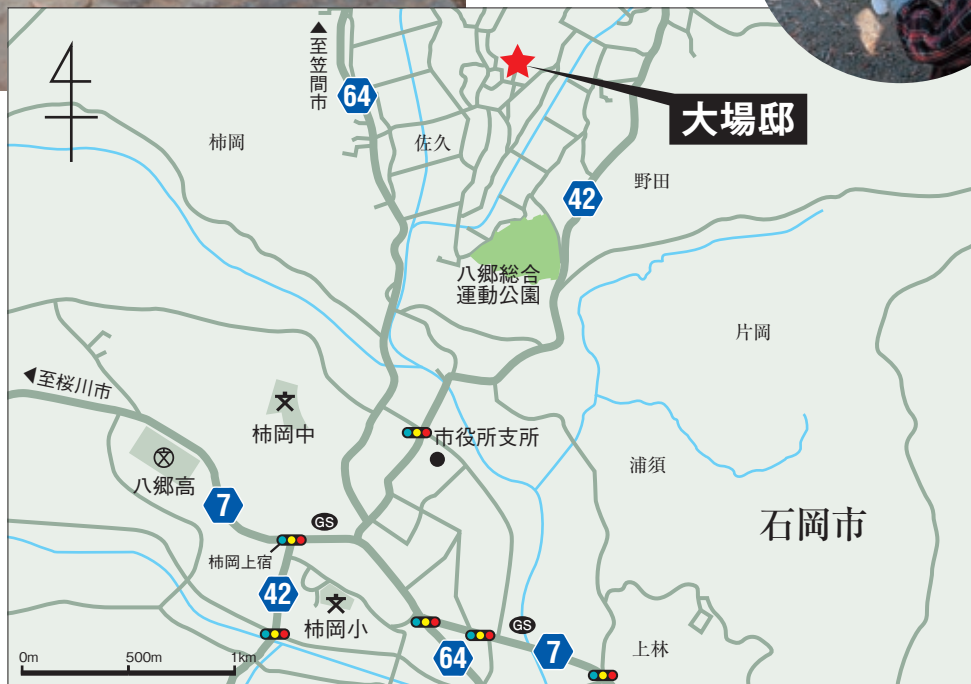 至笠間市
64
大場邸
柿岡
佐久
野田
42
八郷総合
運動公園
片岡
至桜川市
柿岡中
市役所支所
八郷高
浦須
7
GS
石岡市
柿岡上宿
42
柿岡小
GS
64
7
上林
0m 500m 1km